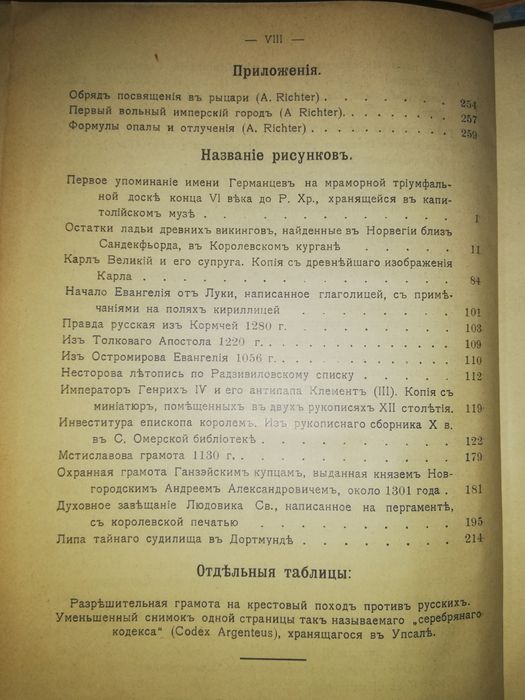 — VIII —
Приложенія.
Обрядъ посвященія въ рыцари (A. Richter) . . . . . . . 254
Первый вольный имперскій городъ (A Richter). . . . . . . 257
Формулы опалы и отлученія (A. Richter) . . . . . . . . 259
Названіе рисунковъ.
Первое упоминаніе имени Германцевъ на мраморной тріумфаль-
ной доскѣ конца VI вѣка до Р. Хр., хранящейся въ капи-
толійскомъ музѣ . . . . . . . . . . . 1
Остатки ладьи древнихъ викинговъ, найденные въ Норвегіи близъ
Сандекфьорда, въ Королевскомъ курганѣ . . . . . 11
Карлъ Великій и его супруга. Копія съ древнѣйшаго изображенія
Карла . . . . . . . . . . . . . 84
Начало Евангелія отъ Луки, написанное глаголицей, съ примѣ-
чаніями на поляхъ кириллицей . . . . . . . 101
Правда русская изъ Кормчей 1280 г. . . . . . . . . 103
Изъ Толковаго Апостола 1220 г. . . . . . . . . . 109
Изъ Остромирова Евангелія 1056 г. . . . . . . . . 110
Несторова лѣтопись по Радзивиловскому списку . . . . . 112
Императоръ Генрихъ IV и его антипапа Клементъ (III). Копія съ
миніатюръ, помѣщенныхъ въ двухъ рукописяхъ XII столѣтія. 119
Инвеститура епископа королемъ. Изъ рукописнаго сборника X в.
въ С. Омерской библіотекѣ . . . . . . . . 122
Мстиславова грамота 1130 г. . . . . . . . . . . 179
Охранная грамота Ганзэйскимъ купцамъ, выданная княземъ Нов-
городскимъ Андреемъ Александровичемъ, около 1301 года . 181
Духовное завѣщаніе Людовика Св., написанное на пергаментѣ,
съ королевской печатью . . . . . . . . . 195
Липа тайнаго судилища въ Дортмундѣ . . . . . . . 214
Отдѣльныя таблицы:
Разрѣшительная грамота на крестовый походъ противъ русскихъ.
Уменьшенный снимокъ одной страницы такъ называемаго „серебрянаго
кодекса“ (Codex Argenteus), хранящагося въ Упсалѣ.